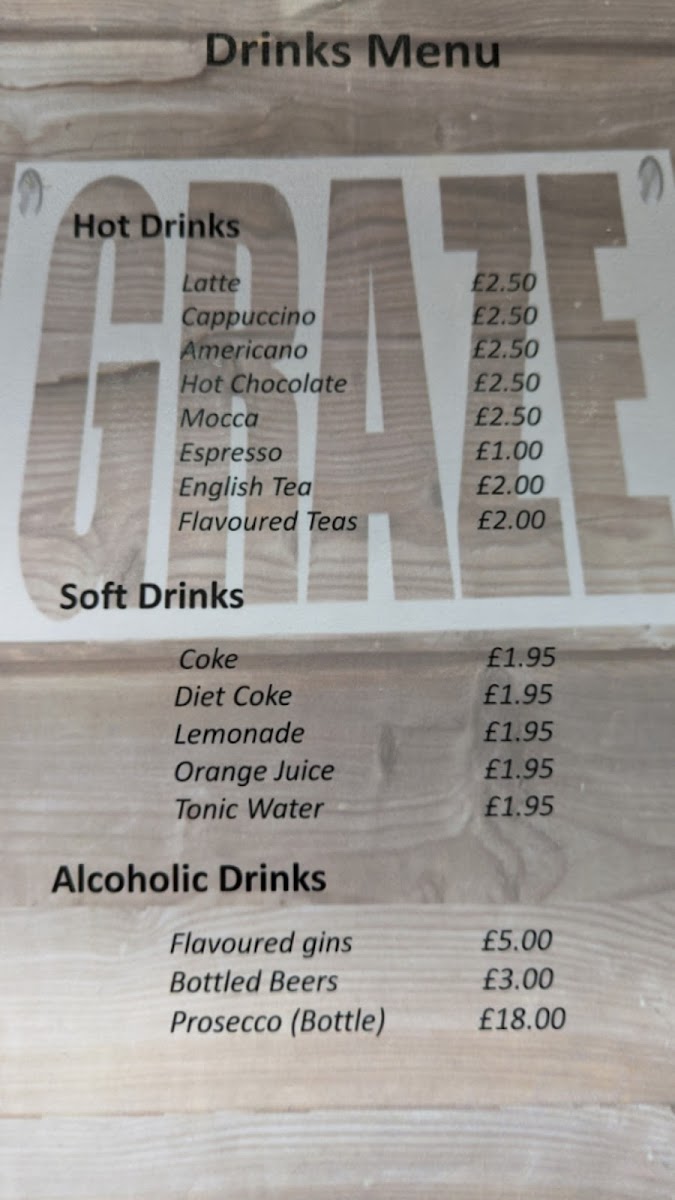 Drinks Menu
GRAZE
Hot Drinks
Latte £2.50
Cappuccino £2.50
Americano £2.50
Hot Chocolate £2.50
Mocca £2.50
Espresso £1.00
English Tea £2.00
Flavoured Teas £2.00
Soft Drinks
Coke £1.95
Diet Coke £1.95
Lemonade £1.95
Orange Juice £1.95
Tonic Water £1.95
Alcoholic Drinks
Flavoured gins £5.00
Bottled Beers £3.00
Prosecco (Bottle) £18.00